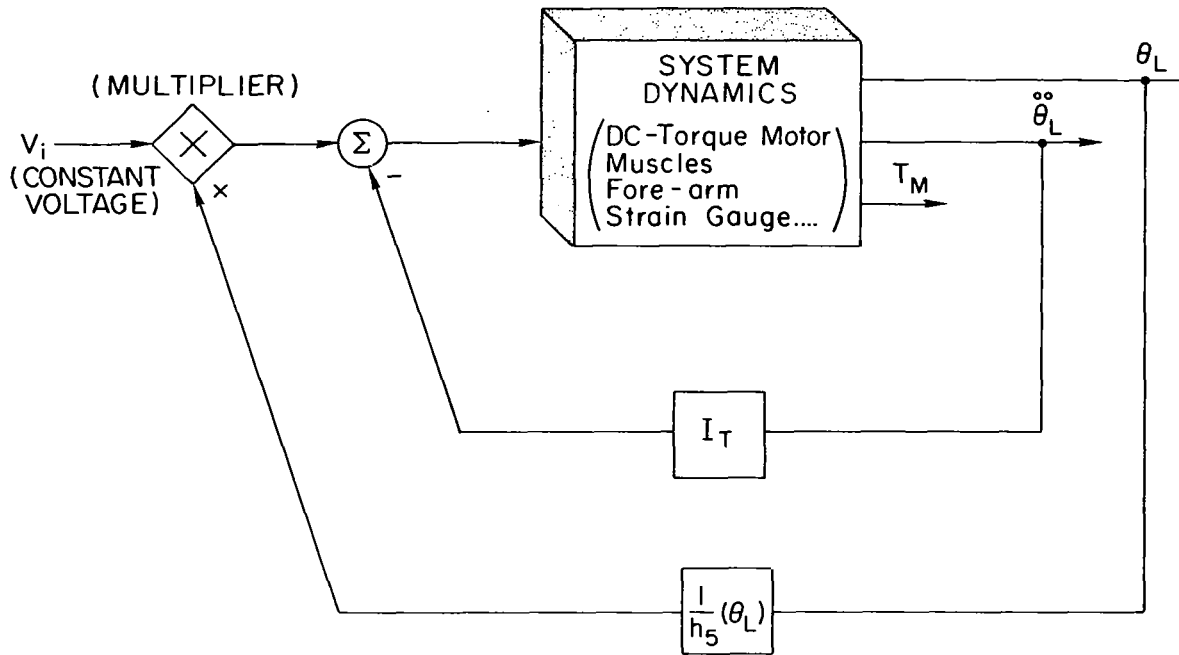 (MULTIPLIER)
V_i
(CONSTANT
VOLTAGE)
×
×
Σ
-
SYSTEM
DYNAMICS
(DC-Torque Motor
Muscles
Fore-arm
Strain Gauge....)
θ_L
θ̈_L
T_M
I_T
1/h_5 (θ_L)